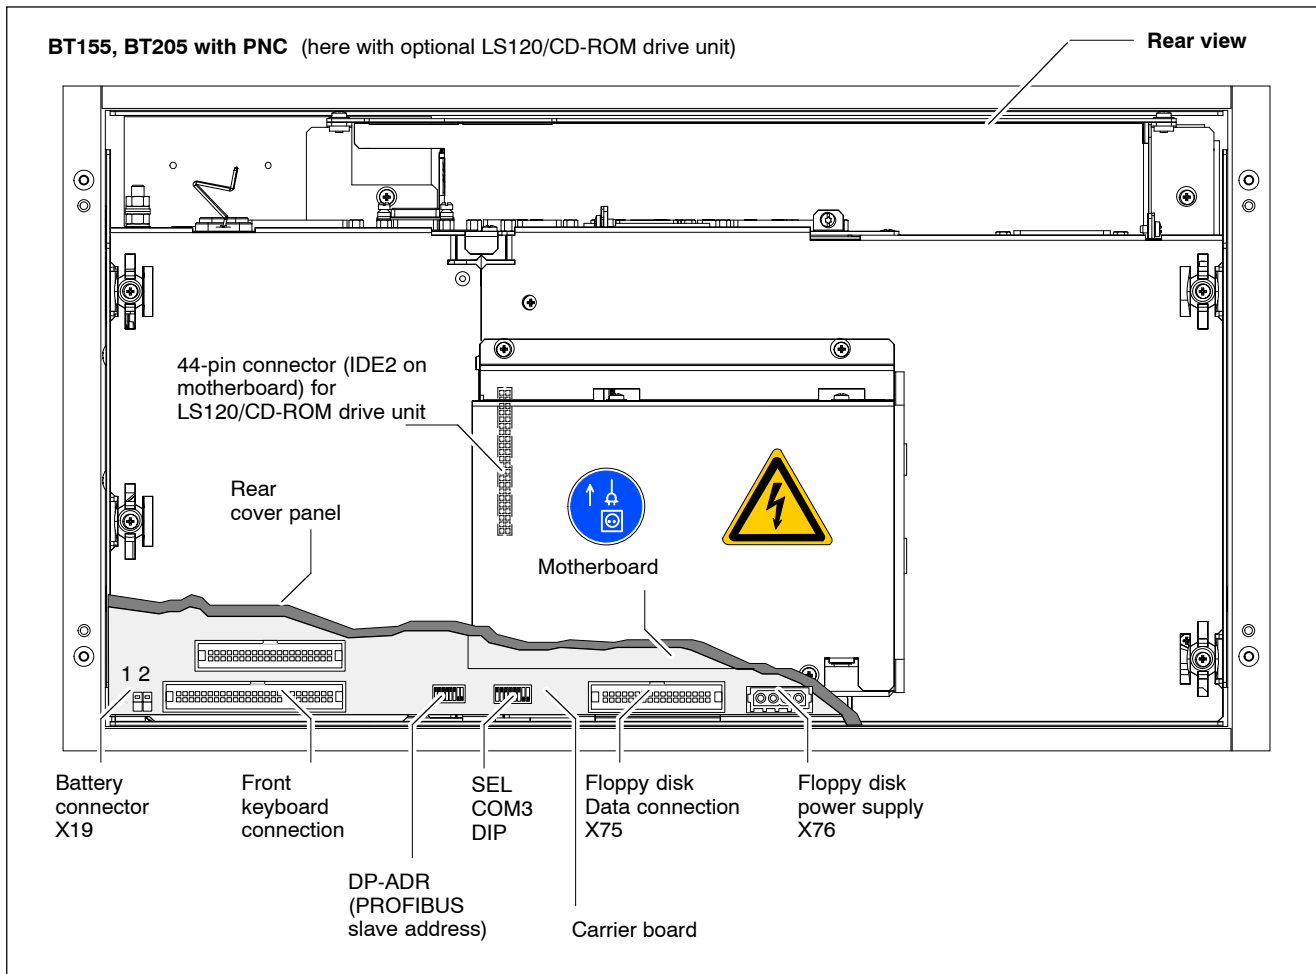 BT155, BT205 with PNC (here with optional LS120/CD-ROM drive unit)
Rear view
44-pin connector (IDE2 on
motherboard) for
LS120/CD-ROM drive unit
Rear
cover panel
Motherboard
1 2
Battery
connector
X19
Front
keyboard
connection
SEL
COM3
DIP
Floppy disk
Data connection
X75
Floppy disk
power supply
X76
DP-ADR
(PROFIBUS
slave address)
Carrier board